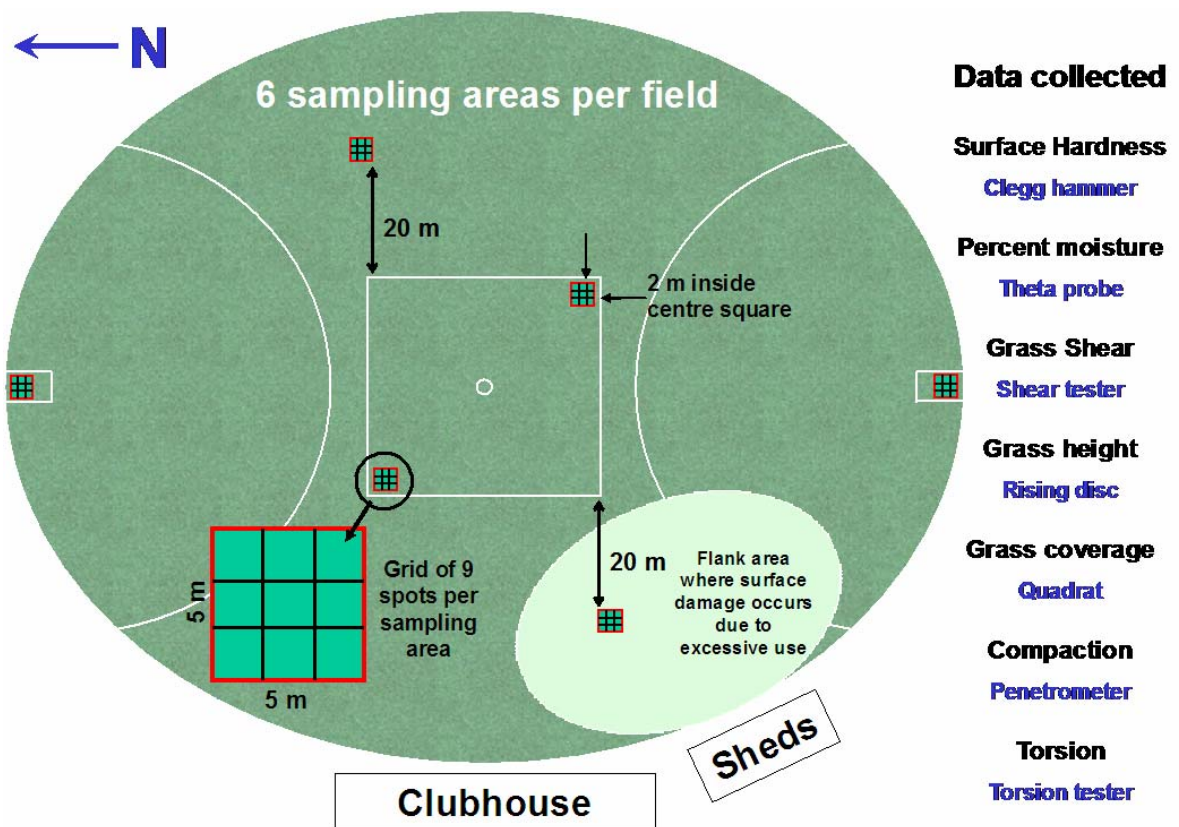 N
6 sampling areas per field
20 m
2 m inside
centre square
20 m
Flank area
where surface
damage occurs
due to
excessive use
Grid of 9
spots per
sampling
area
5 m
5 m
Sheds
Clubhouse
Data collected
Surface Hardness
Clegg hammer
Percent moisture
Theta probe
Grass Shear
Shear tester
Grass height
Rising disc
Grass coverage
Quadrat
Compaction
Penetrometer
Torsion
Torsion tester